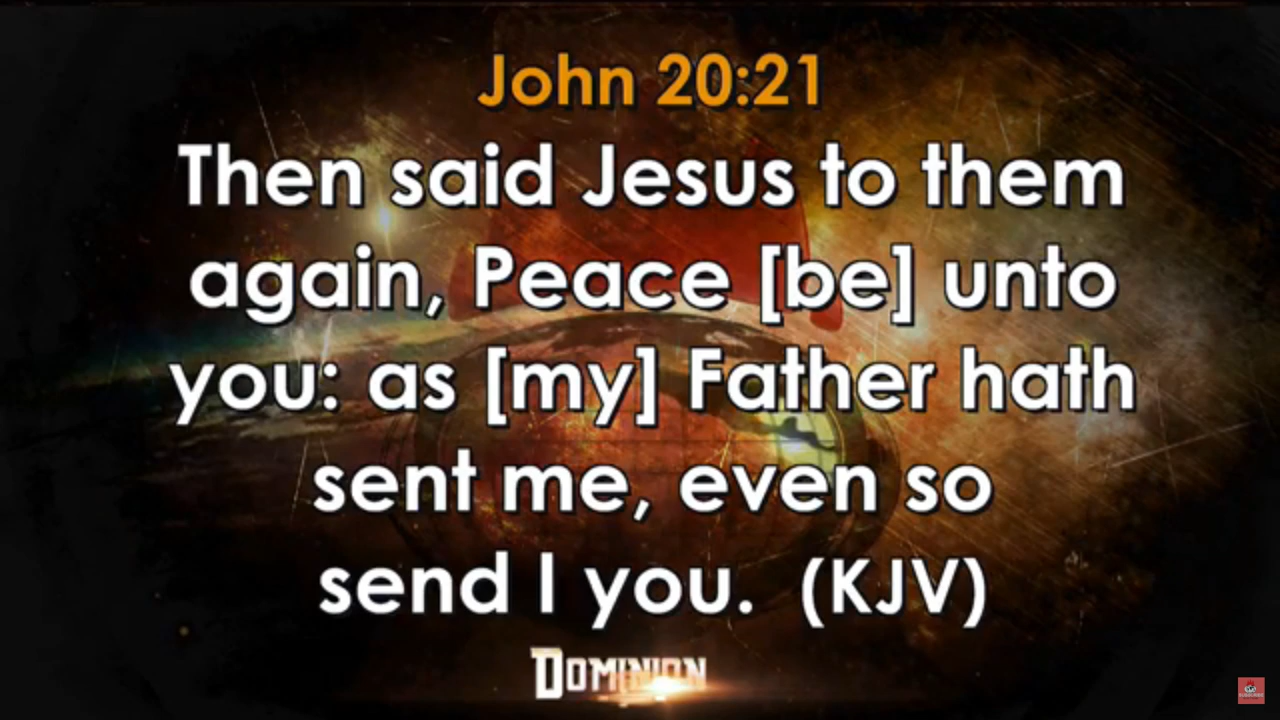 John 20:21
Then said Jesus to them
again, Peace [be] unto
you: as [my] Father hath
sent me, even so
send I you. (KJV)
DOMINION